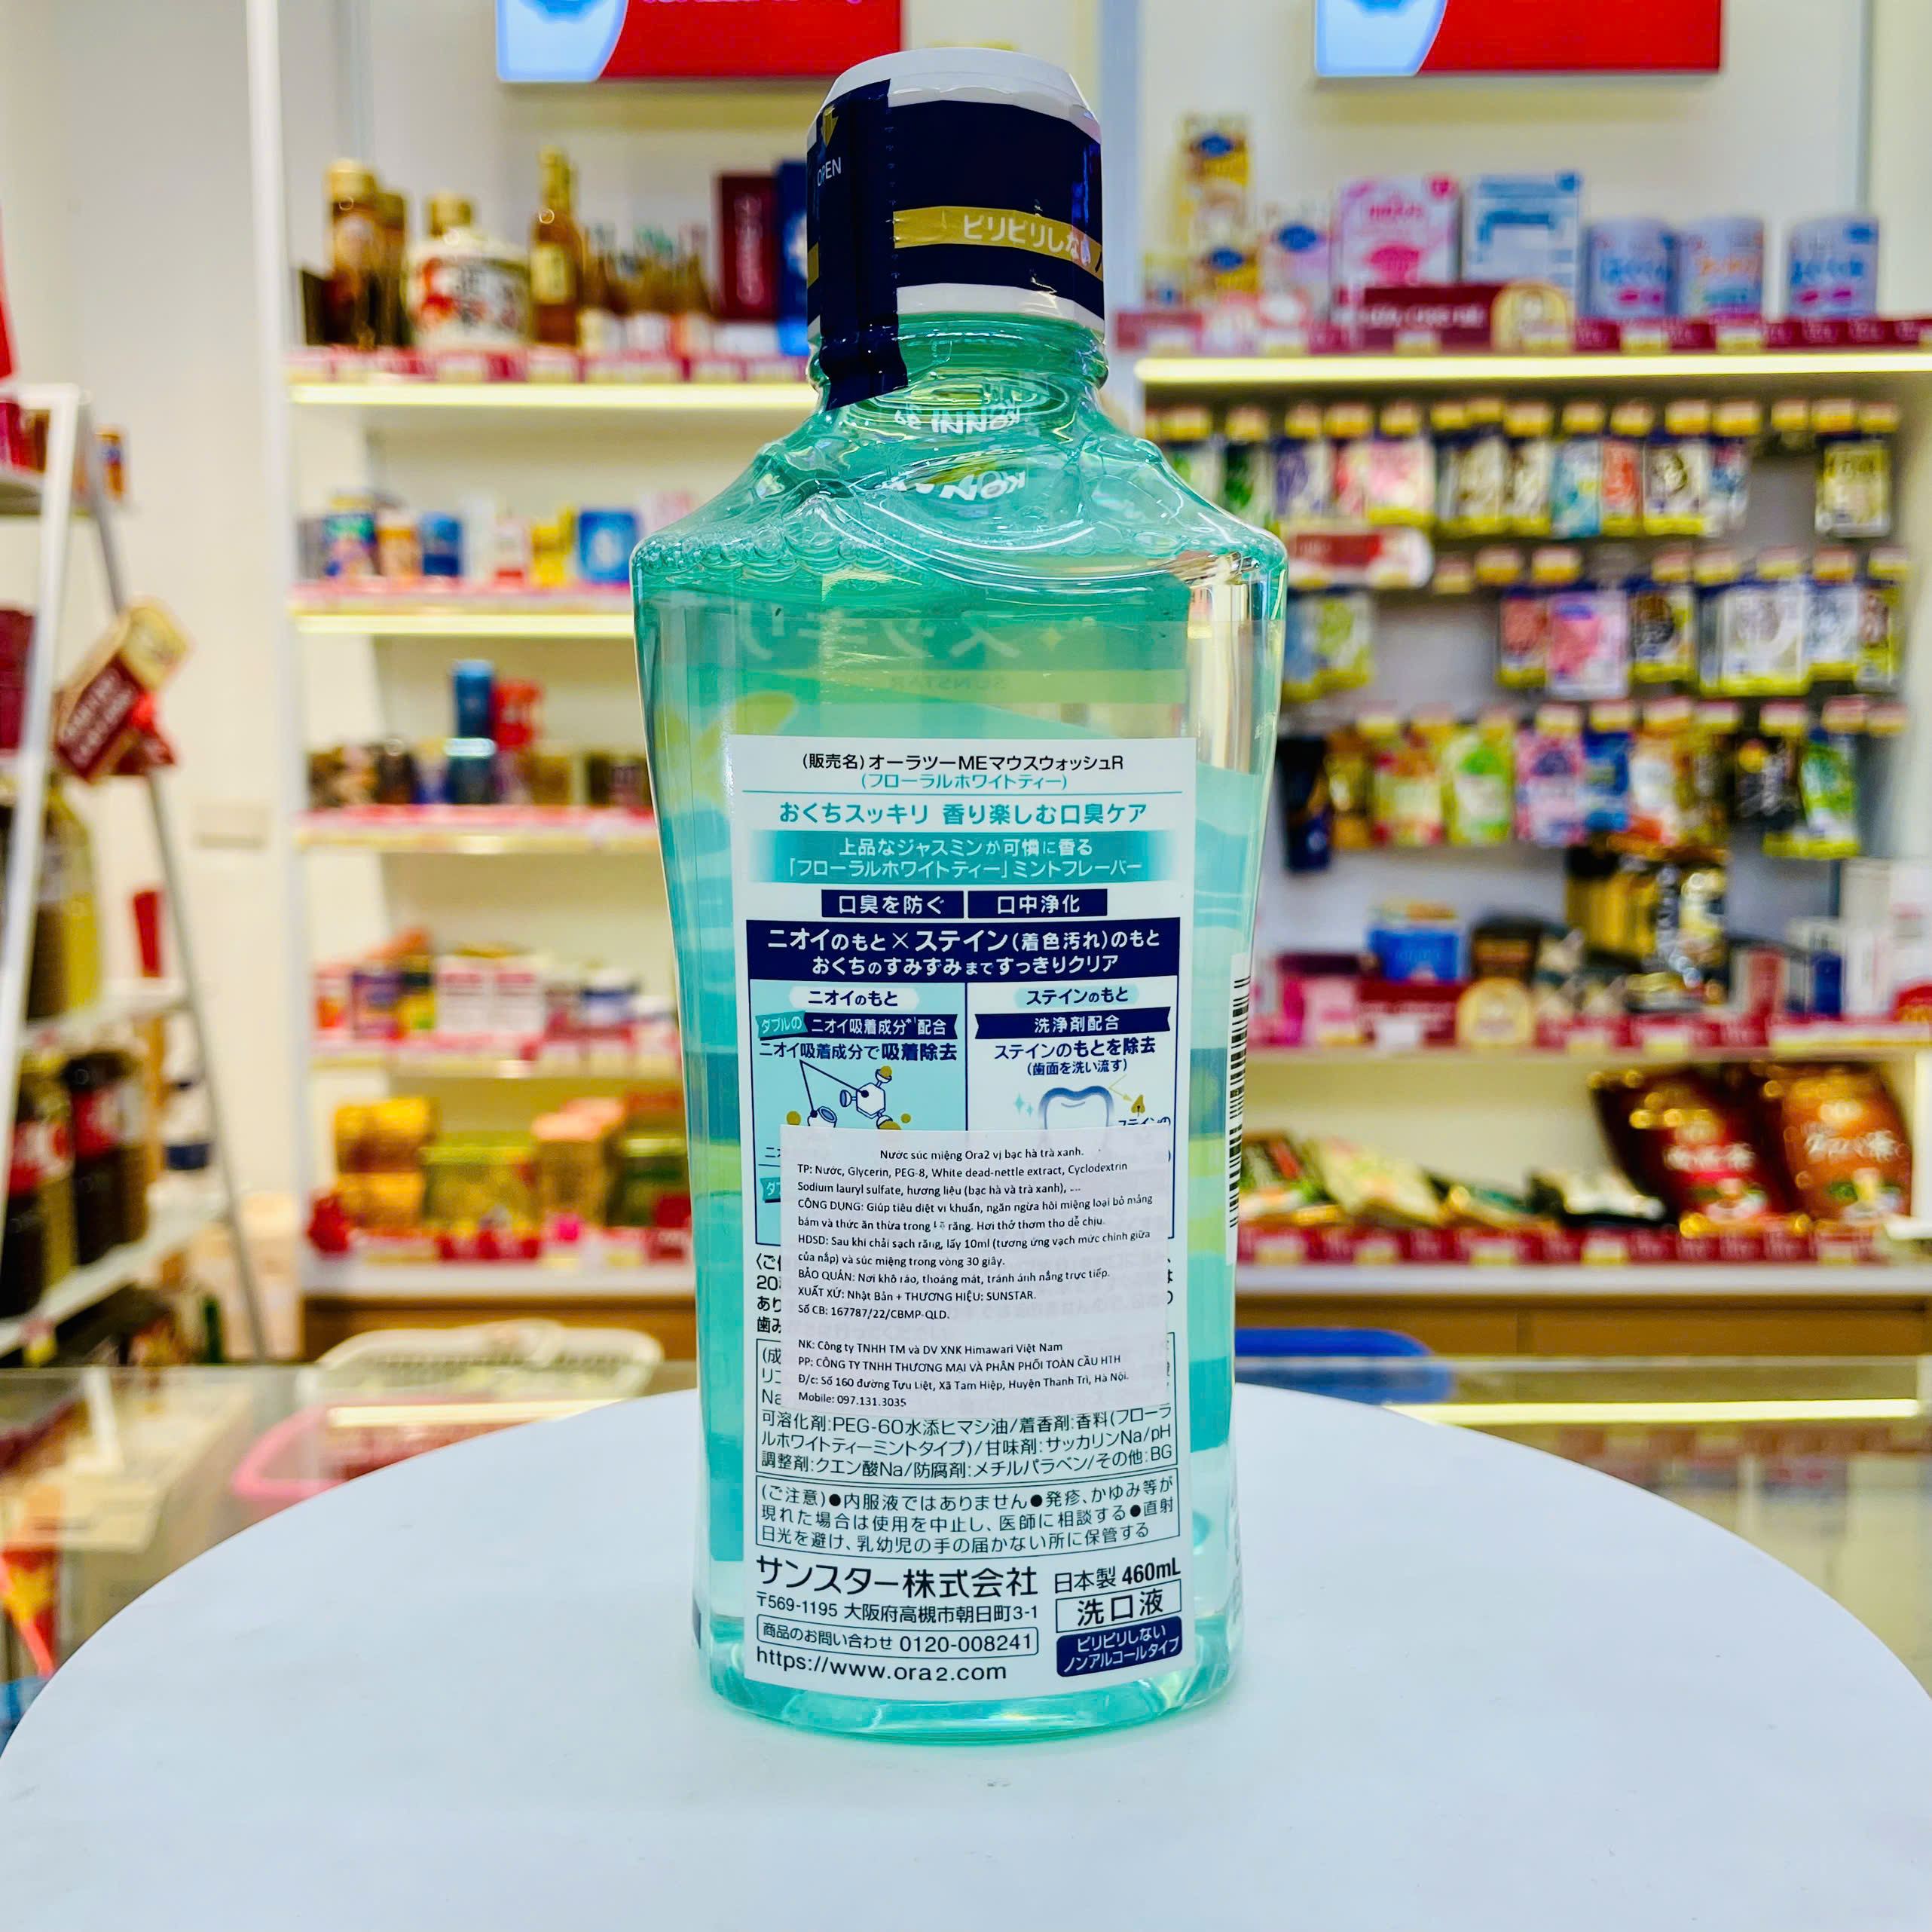 OPEN
ピリピリしない
スッキリ
SUNSTAR
(販売名)オーラツーMEマウスウォッシュR
(フローラルホワイトティー)
おくちスッキリ 香り楽しむ口臭ケア
上品なジャスミンが可憐に香る
「フローラルホワイトティー」ミントフレーバー
口臭を防ぐ 口中浄化
ニオイのもと×ステイン(着色汚れ)のもと
おくちのすみずみまですっきりクリア
ニオイのもと
ダブルの ニオイ吸着成分*1配合
ニオイ吸着成分で吸着除去
ステインのもと
洗浄剤配合
ステインのもとを除去
(歯面を洗い流す)
Nước súc miệng Ora2 vị bạc hà trà xanh.
TP: Nước, Glycerin, PEG-8, White dead-nettle extract, Cyclodextrin
Sodium lauryl sulfate, hương liệu (bạc hà và trà xanh), ...
CÔNG DỤNG: Giúp tiêu diệt vi khuẩn, ngăn ngừa hôi miệng loại bỏ mảng
bám và thức ăn thừa trong kẽ răng. Hơi thở thơm tho dễ chịu.
HDSD: Sau khi chải sạch răng, lấy 10ml (tương ứng vạch mức chính giữa
của nắp) và súc miệng trong vòng 30 giây.
BẢO QUẢN: Nơi khô ráo, thoáng mát, tránh ánh nắng trực tiếp.
XUẤT XỨ: Nhật Bản + THƯƠNG HIỆU: SUNSTAR.
Số CB: 167787/22/CBMP-QLD.
NK: Công ty TNHH TM và DV XNK Himawari Việt Nam
PP: CÔNG TY TNHH THƯƠNG MẠI VÀ PHÂN PHỐI TOÀN CẦU HTH
Đ/c: Số 160 đường Tựu Liệt, Xã Tam Hiệp, Huyện Thanh Trì, Hà Nội.
Mobile: 097.131.3035
可溶化剤:PEG-60水添ヒマシ油/着香剤:香料(フローラ
ルホワイトティーミントタイプ)/甘味剤:サッカリンNa/pH
調整剤:クエン酸Na/防腐剤:メチルパラベン/その他:BG
(ご注意)●内服液ではありません●発疹、かゆみ等が
現れた場合は使用を中止し、医師に相談する●直射
日光を避け、乳幼児の手の届かない所に保管する
サンスター株式会社 日本製 460mL
〒569-1195 大阪府高槻市朝日町3-1
洗口液
商品のお問い合わせ 0120-008241
https://www.ora2.com
ピリピリしない
ノンアルコールタイプ